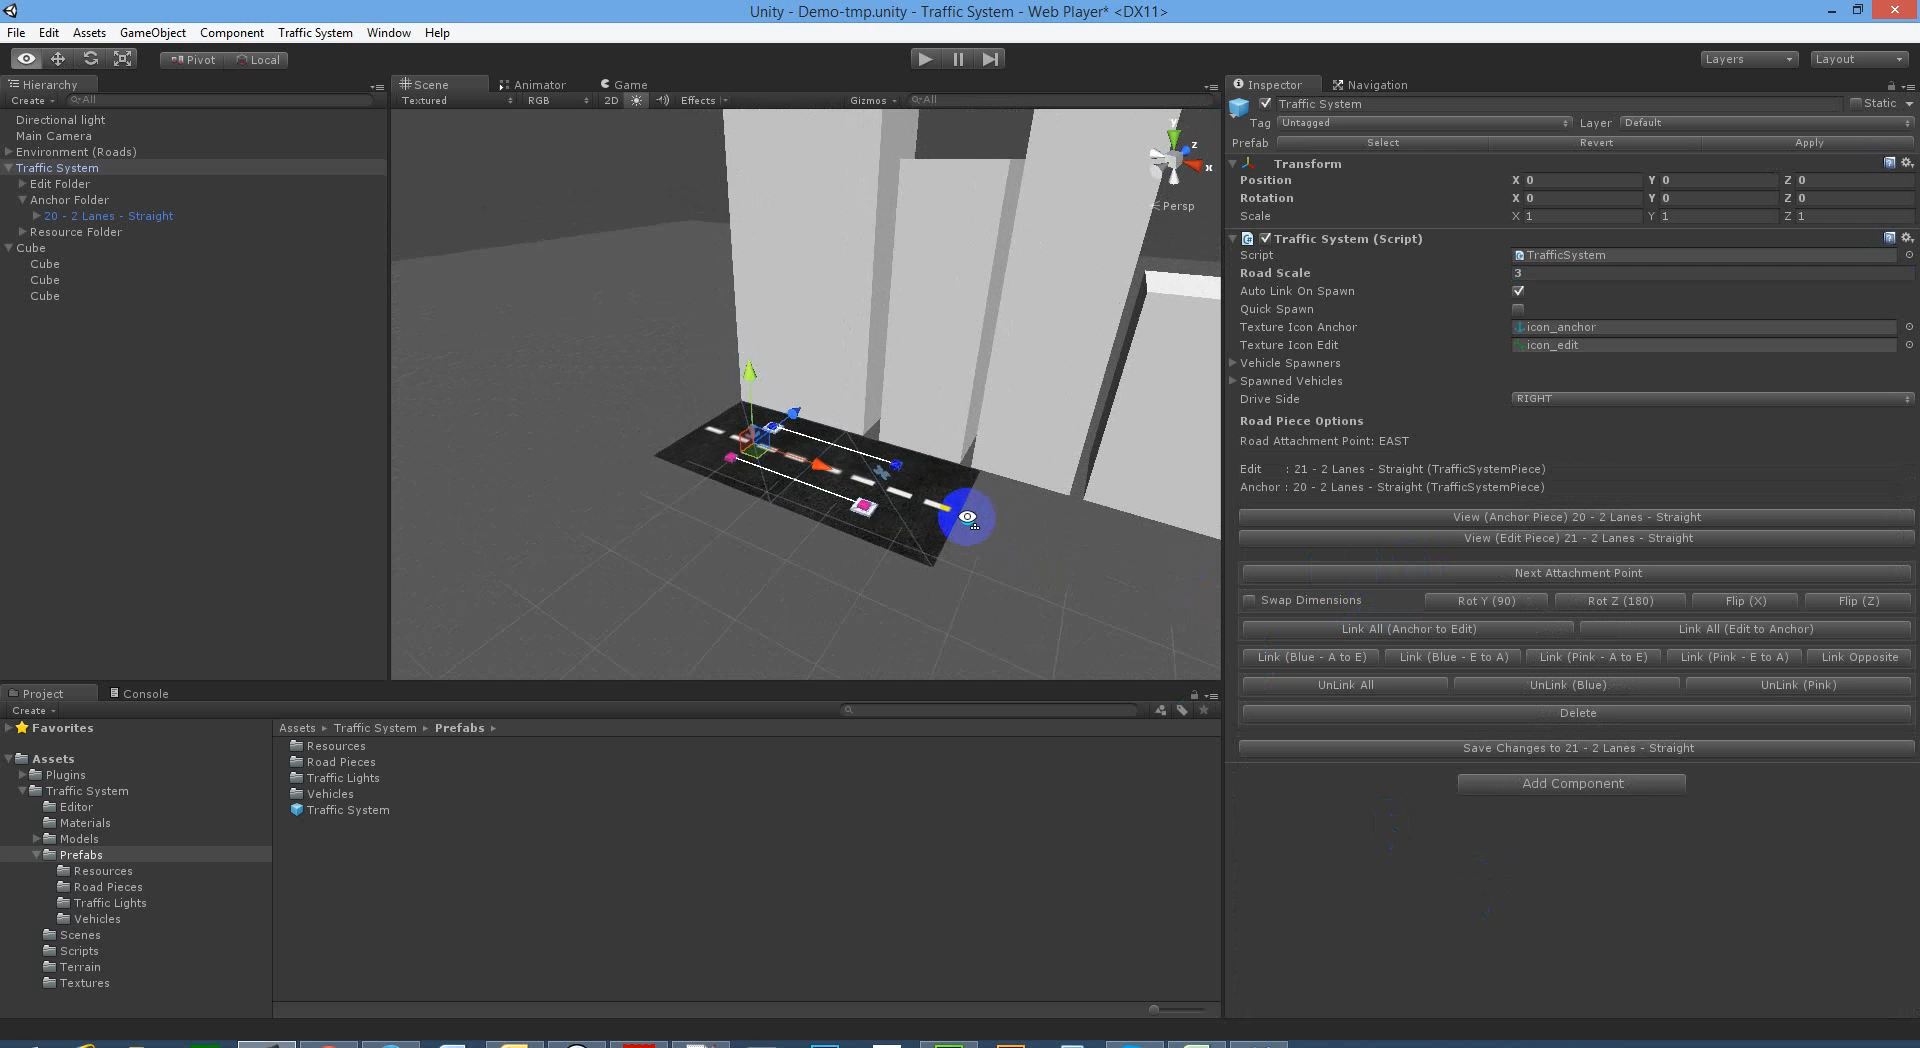 Unity - Demo-tmp.unity - Traffic System - Web Player* <DX11>
File Edit Assets GameObject Component Traffic System Window Help
Pivot Local Layers Layout
Hierarchy
Create All
Directional light
Main Camera
Environment (Roads)
Traffic System
Edit Folder
Anchor Folder
20 - 2 Lanes - Straight
Resource Folder
Cube
Cube
Cube
Cube
Scene Animator Game
Textured RGB 2D Effects Gizmos All
y
z
x
Persp
Inspector Navigation
Traffic System Static
Tag Untagged Layer Default
Prefab Select Revert Apply
Transform
Position X 0 Y 0 Z 0
Rotation X 0 Y 0 Z 0
Scale X 1 Y 1 Z 1
Traffic System (Script)
Script TrafficSystem
Road Scale 3
Auto Link On Spawn
Quick Spawn
Texture Icon Anchor icon_anchor
Texture Icon Edit icon_edit
Vehicle Spawners
Spawned Vehicles
Drive Side RIGHT
Road Piece Options
Road Attachment Point: EAST
Edit : 21 - 2 Lanes - Straight (TrafficSystemPiece)
Anchor : 20 - 2 Lanes - Straight (TrafficSystemPiece)
View (Anchor Piece) 20 - 2 Lanes - Straight
View (Edit Piece) 21 - 2 Lanes - Straight
Next Attachment Point
Swap Dimensions Rot Y (90) Rot Z (180) Flip (X) Flip (Z)
Link All (Anchor to Edit) Link All (Edit to Anchor)
Link (Blue - A to E) Link (Blue - E to A) Link (Pink - A to E) Link (Pink - E to A) Link Opposite
UnLink All UnLink (Blue) UnLink (Pink)
Delete
Save Changes to 21 - 2 Lanes - Straight
Add Component
Project Console
Create
Favorites
Assets
Plugins
Traffic System
Editor
Materials
Models
Prefabs
Resources
Road Pieces
Traffic Lights
Vehicles
Scenes
Scripts
Terrain
Textures
Assets Traffic System Prefabs
Resources
Road Pieces
Traffic Lights
Vehicles
Traffic System